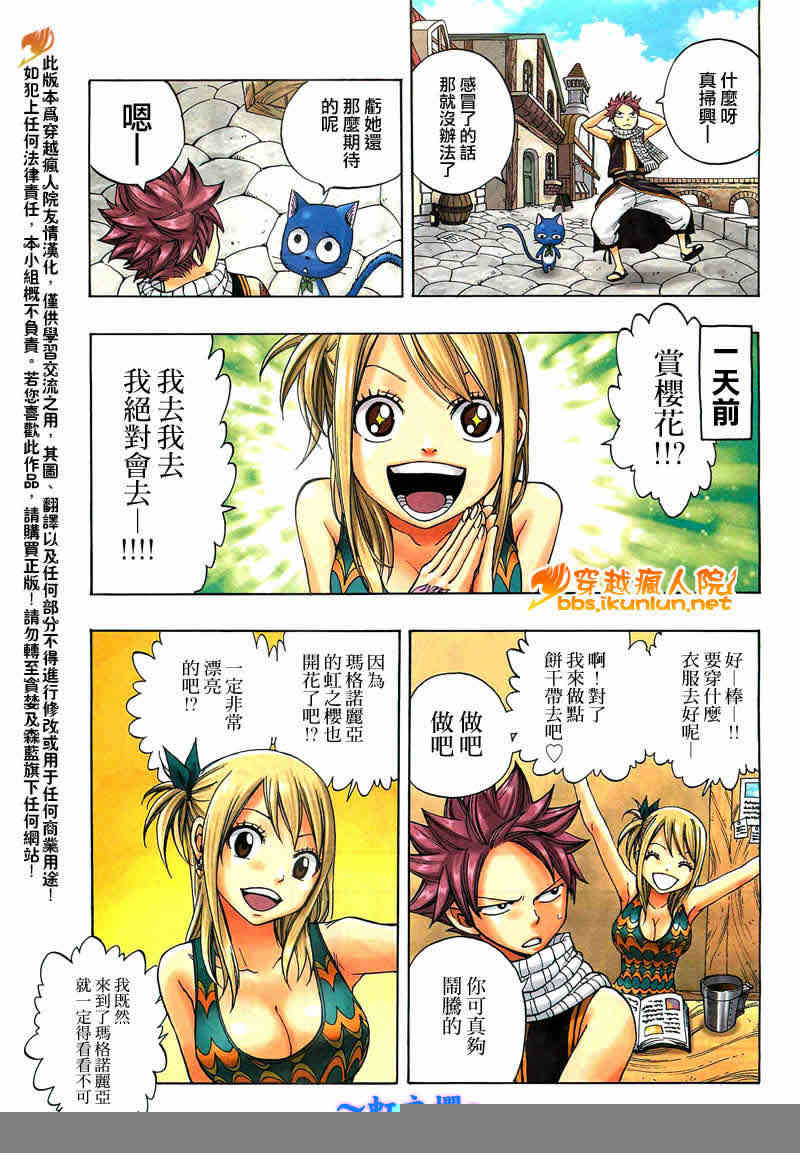 什麼呀
真掃興—
感冒了的話
那就沒辦法了
虧她還
那麼期待
的呢
嗯—
一天前
賞櫻花!!?
我去我去
我絕對會去—
!!!!
穿越瘋人院
bbs.ikunlun.net
好—棒—!!
要穿什麼
衣服去好呢—
啊!對了
我來做點
餅干帶去吧♡
做吧
做吧
你可真夠
鬧騰的
因為
瑪格諾麗亞
的虹之櫻也
開花了吧!?
一定非常
漂亮
的吧!?
我既然
來到了瑪格諾麗亞
就一定得看看不可
此版本爲穿越瘋人院友情漢化，僅供學習交流之用，其圖、翻譯以及任何部分不得進行修改或用于任何商業用途！
如犯上任何法律責任，本小組概不負責。若您喜歡此作品，請購買正版！請勿轉至貪婪及森藍旗下任何網站！